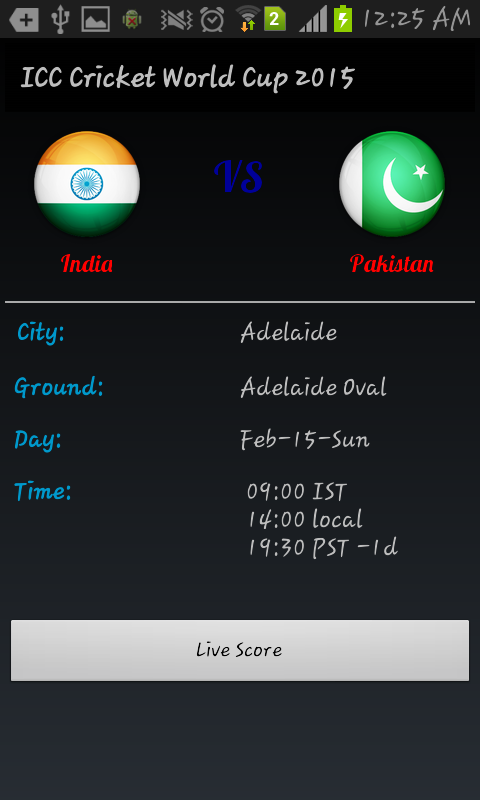 2 12:25 AM
ICC Cricket World Cup 2015
VS
India Pakistan
City: Adelaide
Ground: Adelaide Oval
Day: Feb-15-Sun
Time: 09:00 IST
14:00 local
19:30 PST -1d
Live Score